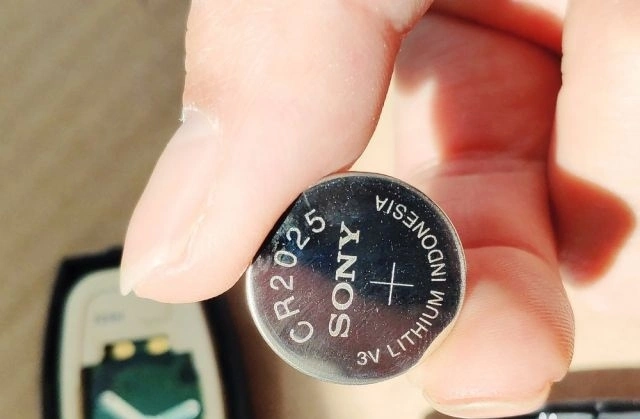 CR2025
SONY
+
3V LITHIUM INDONESIA